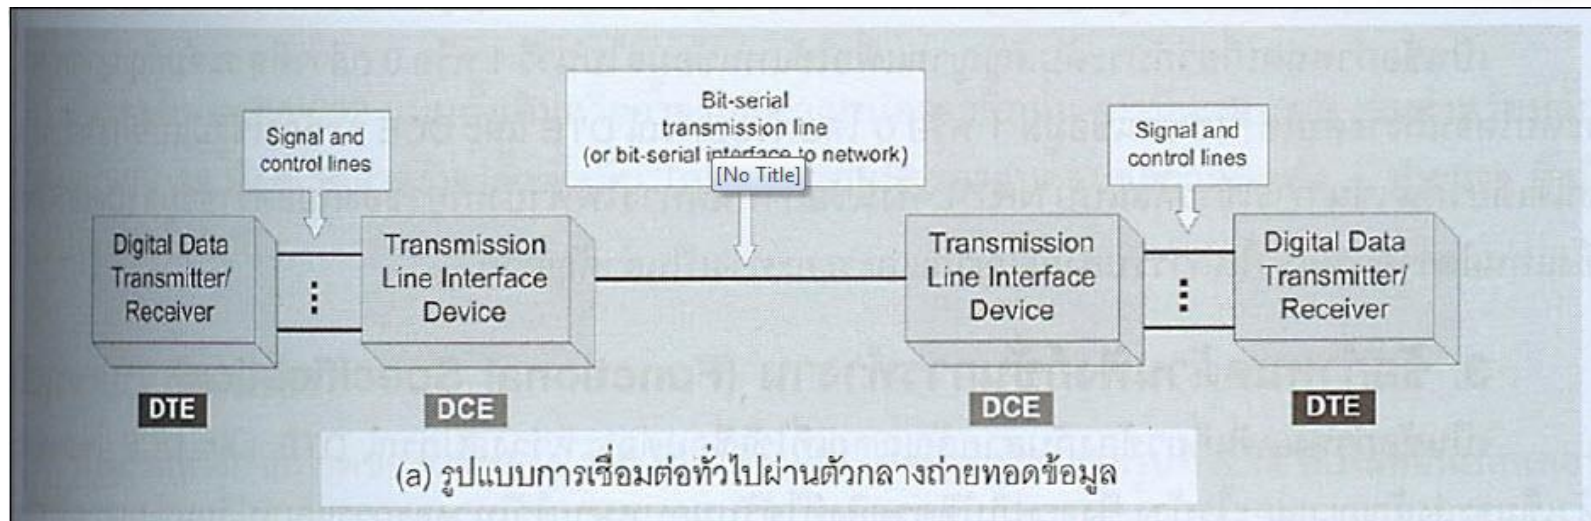 Bit-serial
transmission line
(or bit-serial interface to network)
[No Title]
Signal and
control lines
Signal and
control lines
Digital Data
Transmitter/
Receiver
Transmission
Line Interface
Device
Transmission
Line Interface
Device
Digital Data
Transmitter/
Receiver
DTE
DCE
DCE
DTE
(a) รูปแบบการเชื่อมต่อทั่วไปผ่านตัวกลางถ่ายทอดข้อมูล